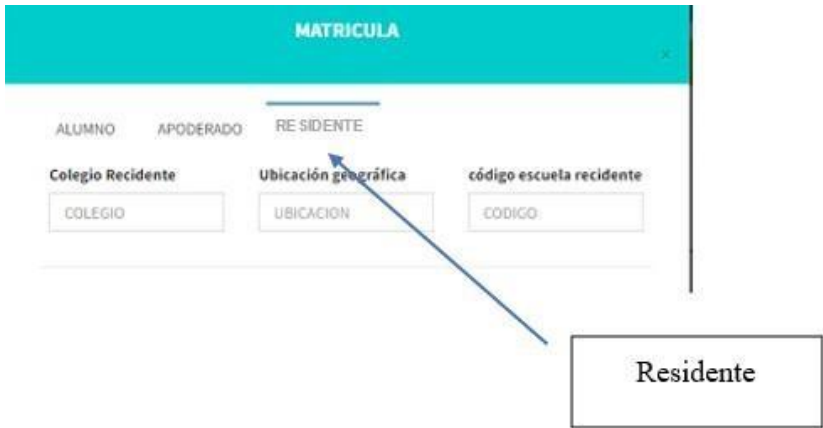 MATRICULA
×
ALUMNO APODERADO RE SIDENTE
Colegio Recidente Ubicación geográfica código escuela recidente
COLEGIO UBICACION CODIGO
Residente